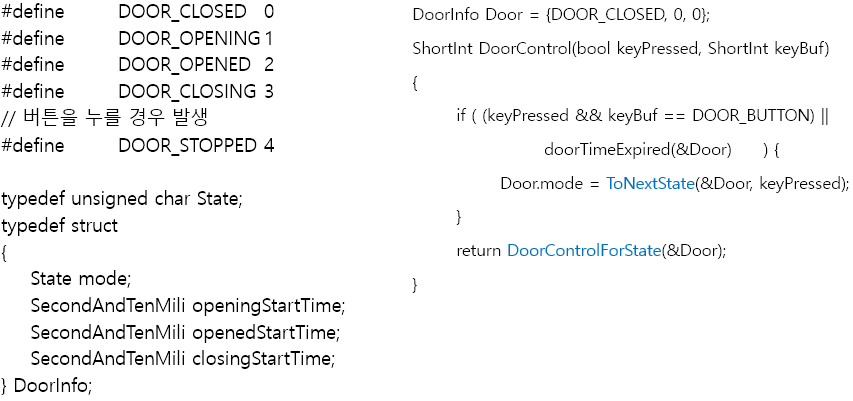 #define DOOR_CLOSED 0
#define DOOR_OPENING 1
#define DOOR_OPENED 2
#define DOOR_CLOSING 3
// 버튼을 누를 경우 발생
#define DOOR_STOPPED 4
typedef unsigned char State;
typedef struct
{
State mode;
SecondAndTenMili openingStartTime;
SecondAndTenMili openedStartTime;
SecondAndTenMili closingStartTime;
} DoorInfo;
DoorInfo Door = {DOOR_CLOSED, 0, 0};
ShortInt DoorControl(bool keyPressed, ShortInt keyBuf)
{
if ( (keyPressed && keyBuf == DOOR_BUTTON) ||
doorTimeExpired(&Door) ) {
Door.mode = ToNextState(&Door, keyPressed);
}
return DoorControlForState(&Door);
}